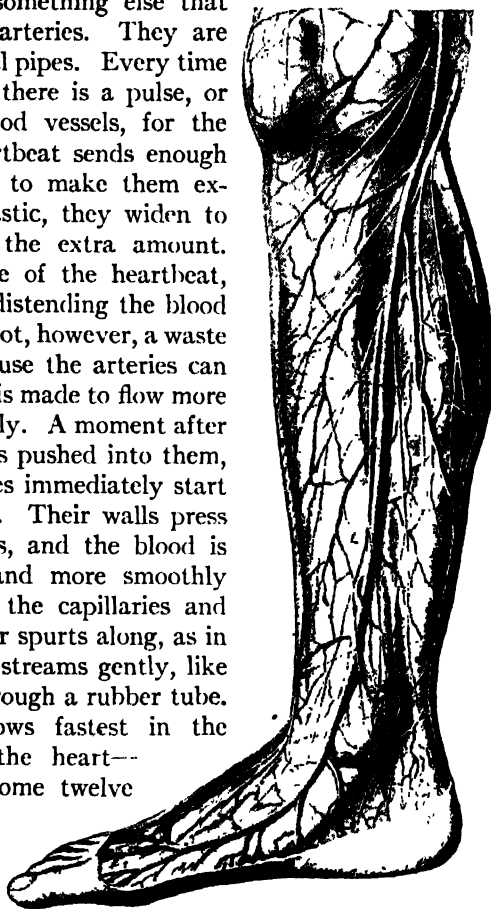 something else that
arteries. They are
l pipes. Every time
there is a pulse, or
od vessels, for the
rtbeat sends enough
to make them ex-
stic, they widen to
the extra amount.
e of the heartbeat,
distending the blood
ot, however, a waste
use the arteries can
is made to flow more
ly. A moment after
s pushed into them,
es immediately start
. Their walls press
s, and the blood is
and more smoothly
the capillaries and
r spurts along, as in
streams gently, like
rough a rubber tube.
ows fastest in the
the heart—
ome twelve